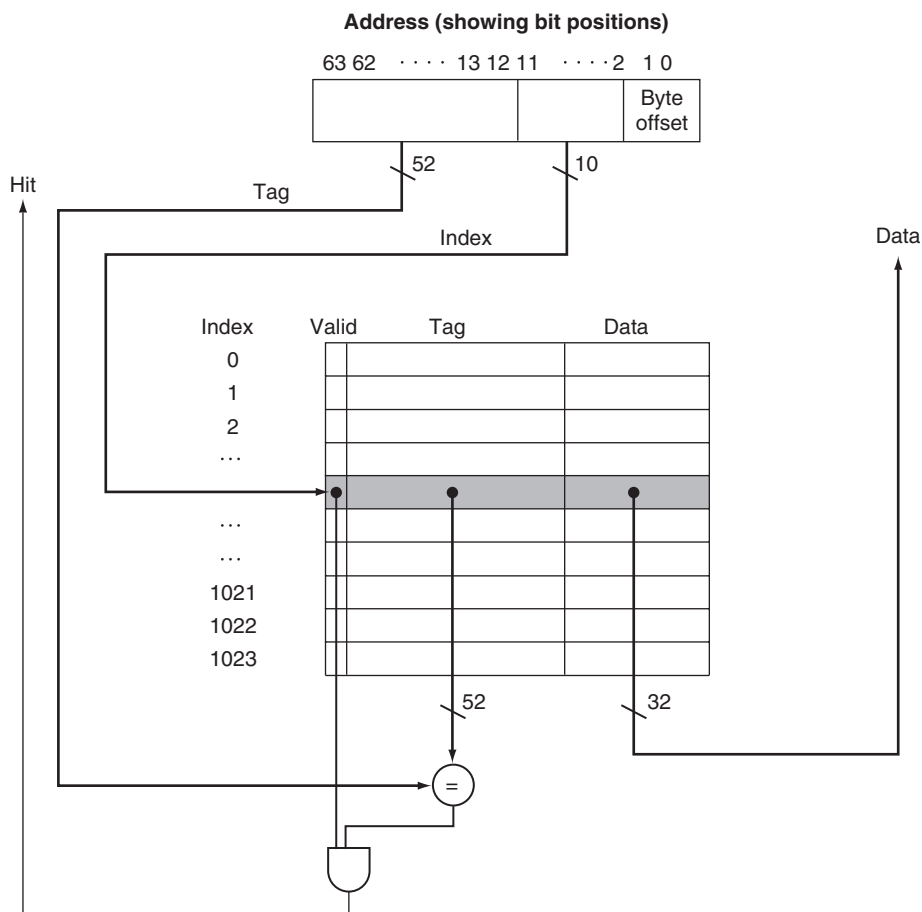 Address (showing bit positions)
63 62 · · · · 13 12 11 · · · · 2 1 0
Byte
offset
52
10
Hit
Tag
Index
Data
Index Valid Tag Data
0
1
2
...
...
...
1021
1022
1023
52
32
=